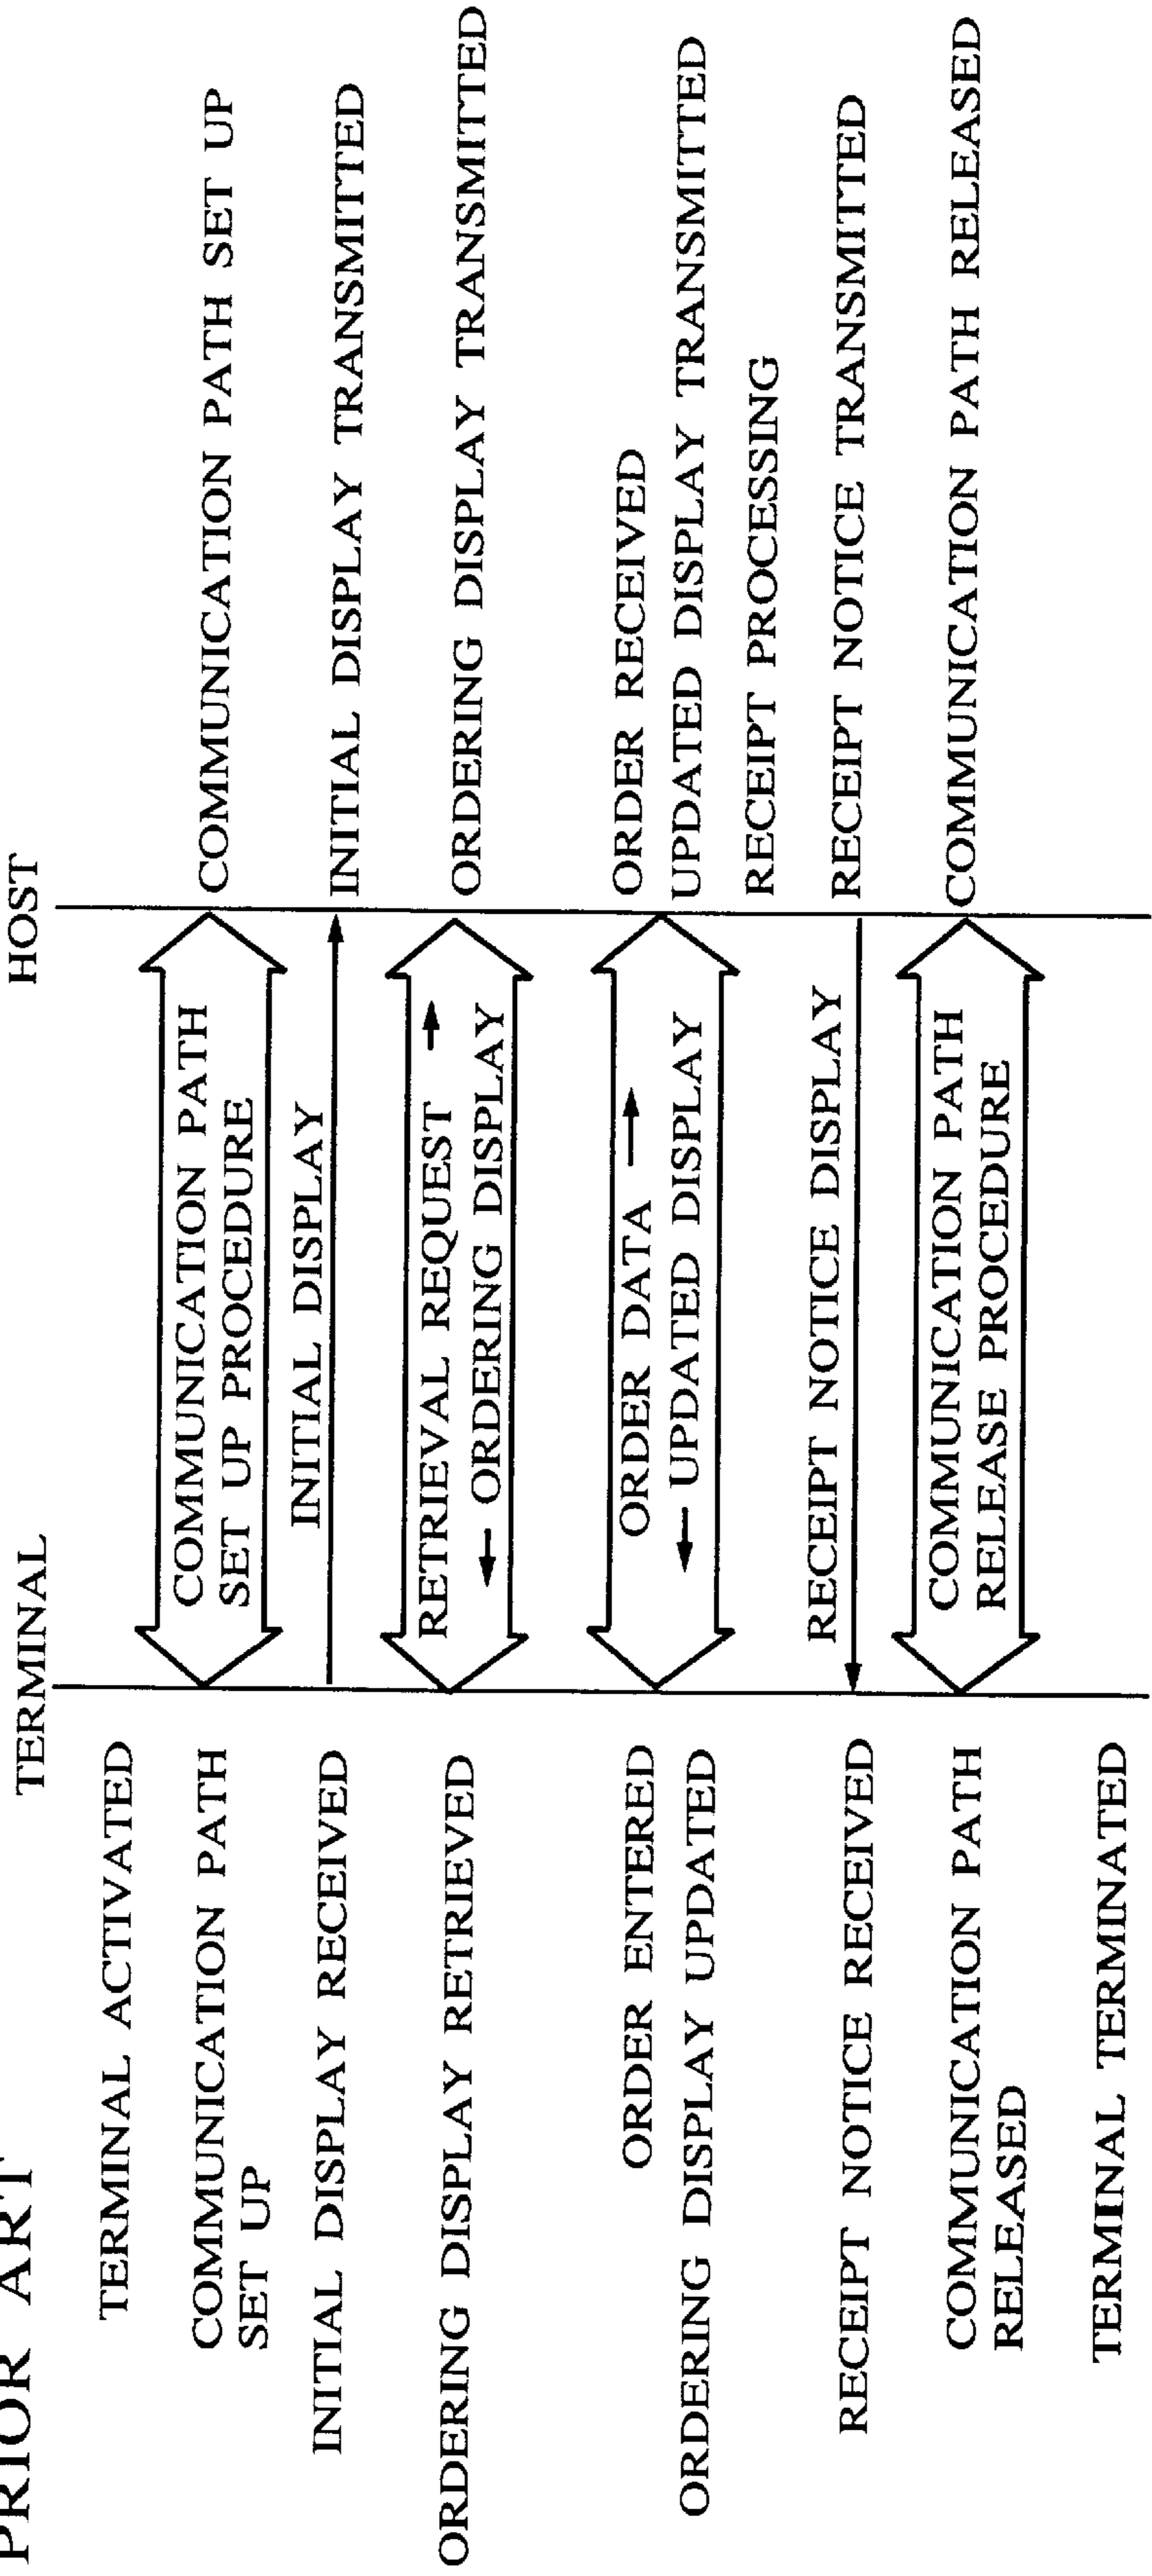 PRIOR ART
TERMINAL
HOST
TERMINAL ACTIVATED
COMMUNICATION PATH
SET UP
COMMUNICATION PATH
SET UP PROCEDURE
COMMUNICATION PATH SET UP
INITIAL DISPLAY RECEIVED
INITIAL DISPLAY
INITIAL DISPLAY TRANSMITTED
ORDERING DISPLAY RETRIEVED
RETRIEVAL REQUEST →
← ORDERING DISPLAY
ORDERING DISPLAY TRANSMITTED
ORDER ENTERED
ORDERING DISPLAY UPDATED
ORDER DATA →
← UPDATED DISPLAY
ORDER RECEIVED
UPDATED DISPLAY TRANSMITTED
RECEIPT PROCESSING
RECEIPT NOTICE RECEIVED
RECEIPT NOTICE DISPLAY
RECEIPT NOTICE TRANSMITTED
COMMUNICATION PATH
RELEASED
COMMUNICATION PATH
RELEASE PROCEDURE
COMMUNICATION PATH RELEASED
TERMINAL TERMINATED